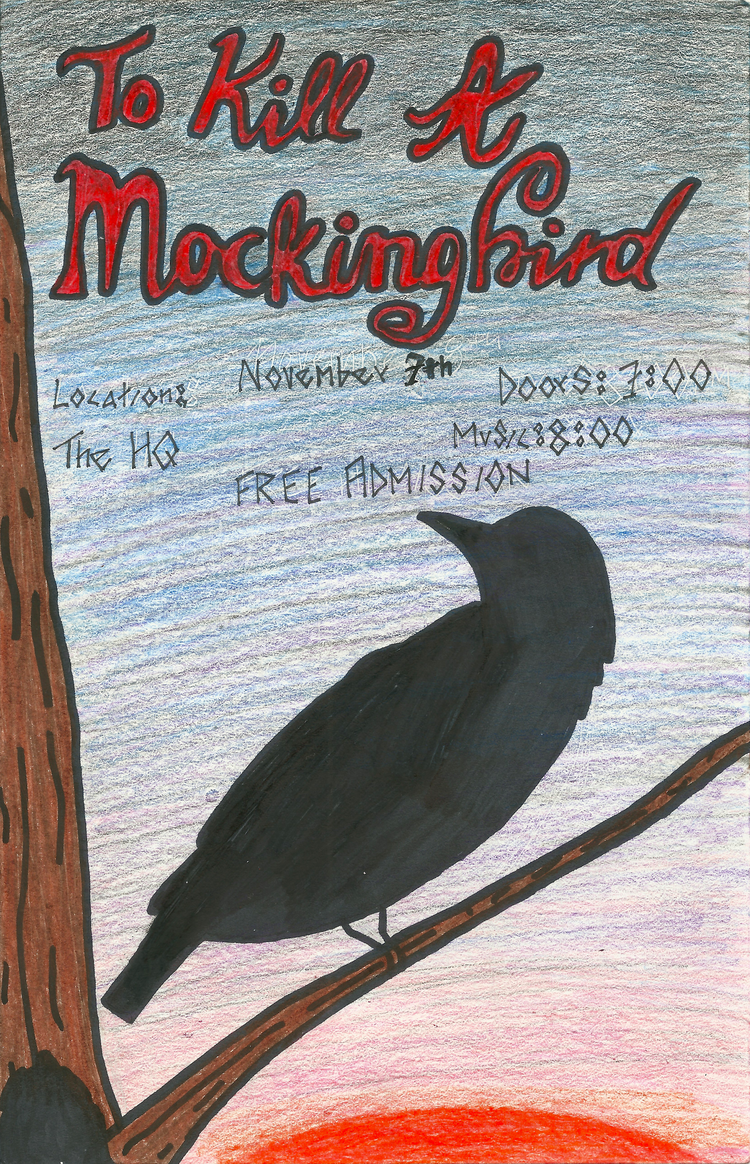 To Kill A
Mockingbird
Location:
The HQ
November 7th
Doors: 7:00
Music: 8:00
FREE ADMISSION